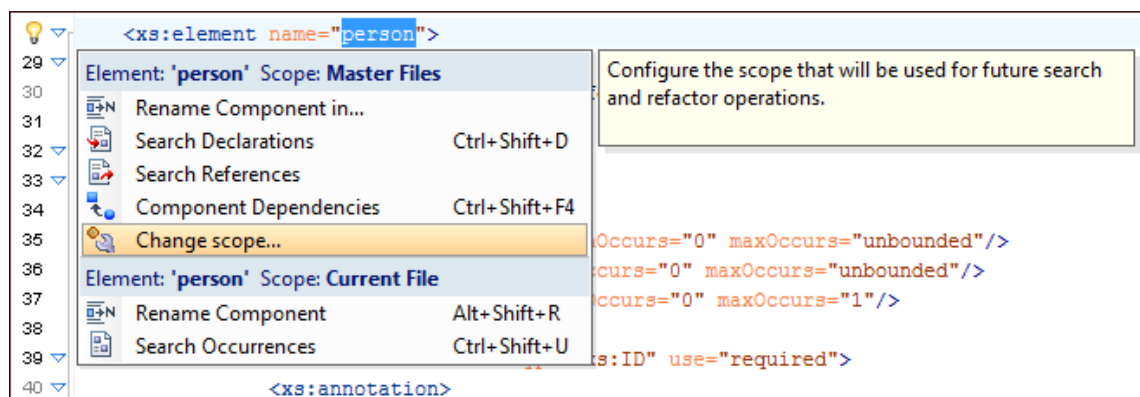 <xs:element name="person">
29 Element: 'person' Scope: Master Files
Configure the scope that will be used for future search
and refactor operations.
30 Rename Component in...
31
Search Declarations Ctrl+Shift+D
32
Search References
33
34 Component Dependencies Ctrl+Shift+F4
35 Change scope... Occurs="0" maxOccurs="unbounded"/>
36 Element: 'person' Scope: Current File curs="0" maxOccurs="unbounded"/>
37 Rename Component Alt+Shift+R ccurs="0" maxOccurs="1"/>
38
Search Occurrences Ctrl+Shift+U
39 s:ID" use="required">
40 <xs:annotation>